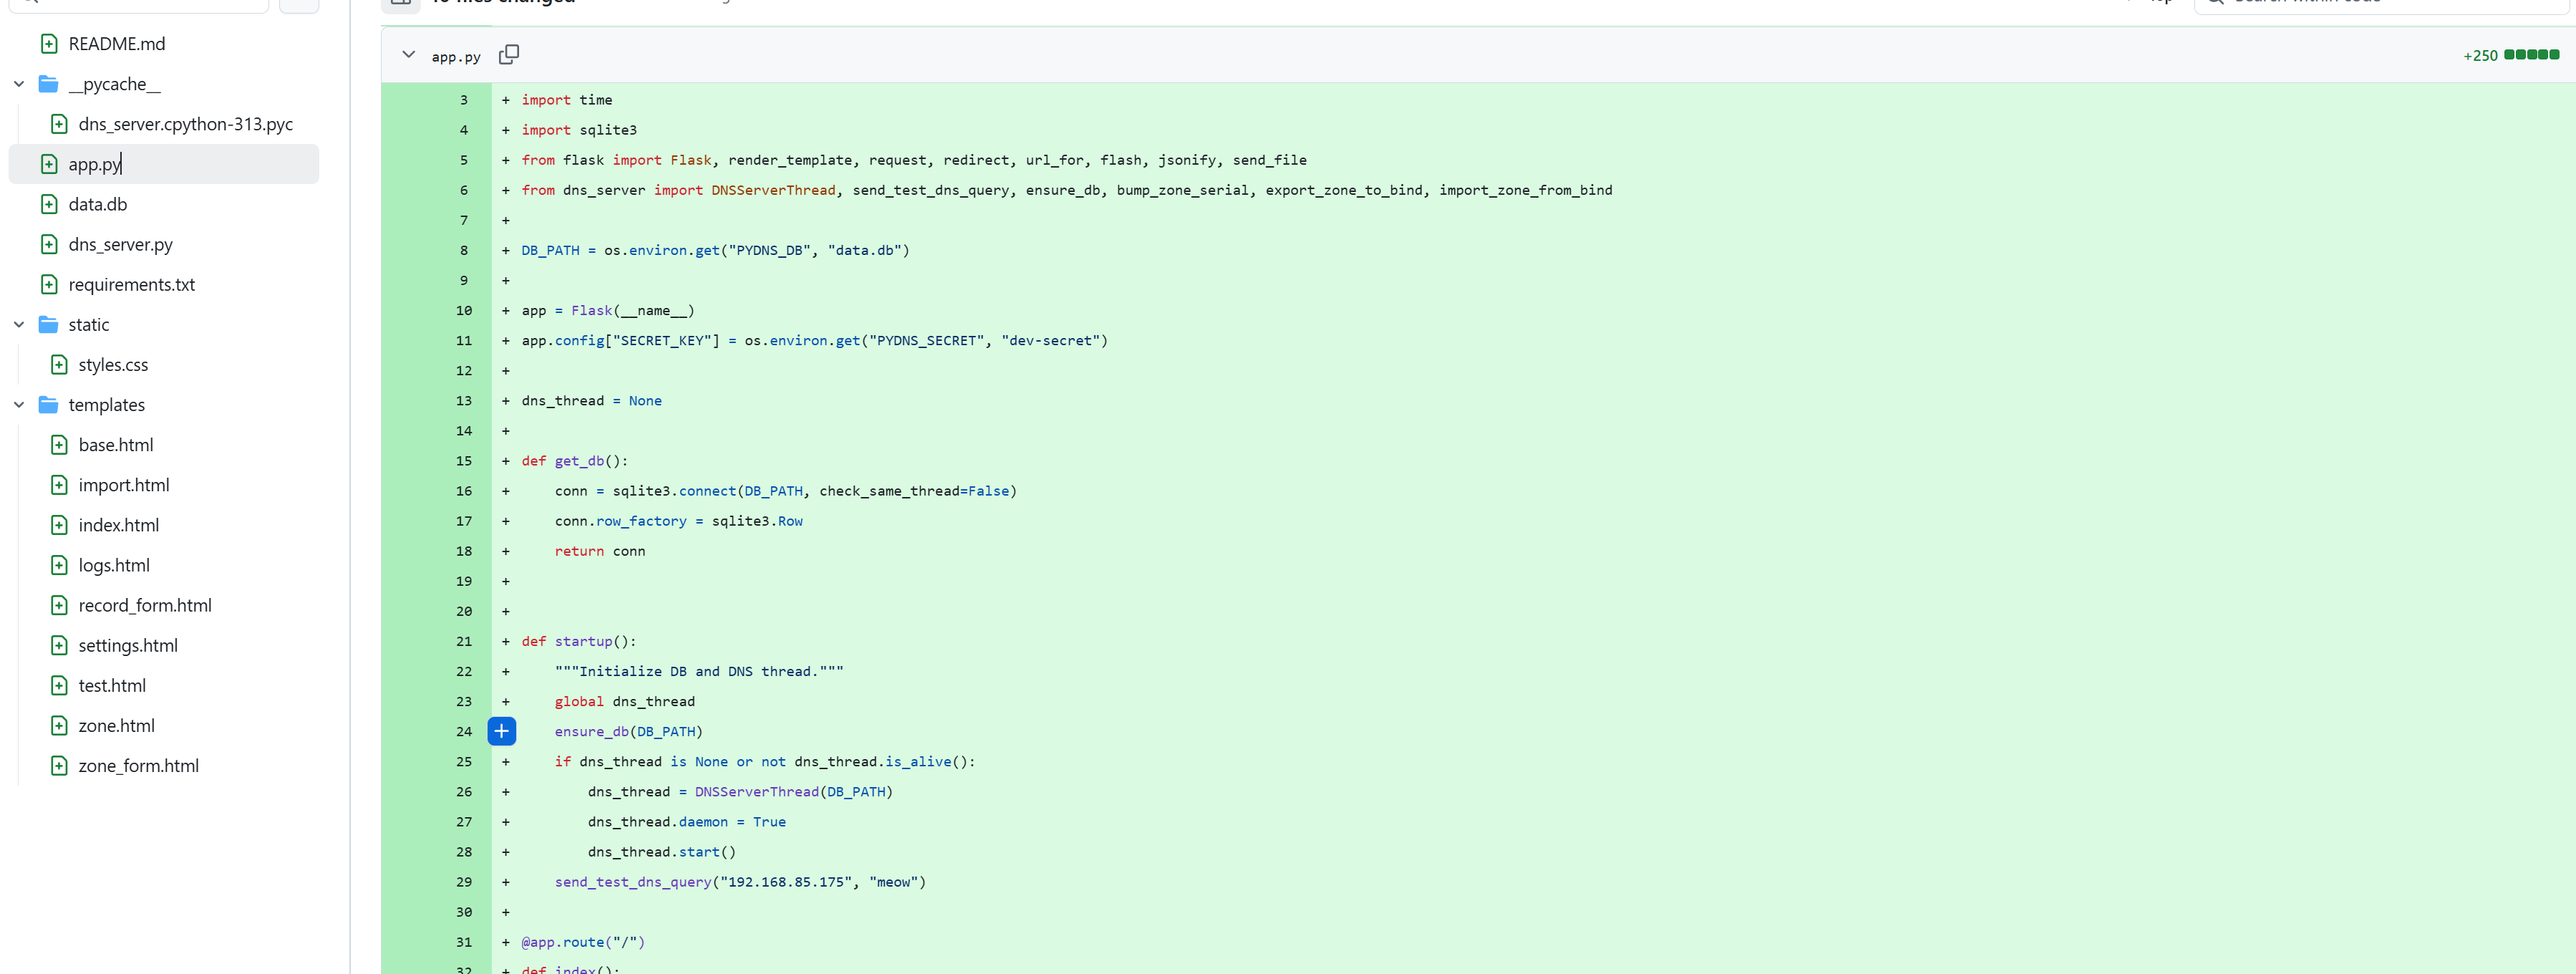 README.md
__pycache__
dns_server.cpython-313.pyc
app.py
data.db
dns_server.py
requirements.txt
static
styles.css
templates
base.html
import.html
index.html
logs.html
record_form.html
settings.html
test.html
zone.html
zone_form.html
files changed
Top
Search within code
app.py
+250
3 + import time
4 + import sqlite3
5 + from flask import Flask, render_template, request, redirect, url_for, flash, jsonify, send_file
6 + from dns_server import DNSServerThread, send_test_dns_query, ensure_db, bump_zone_serial, export_zone_to_bind, import_zone_from_bind
7 +
8 + DB_PATH = os.environ.get("PYDNS_DB", "data.db")
9 +
10 + app = Flask(__name__)
11 + app.config["SECRET_KEY"] = os.environ.get("PYDNS_SECRET", "dev-secret")
12 +
13 + dns_thread = None
14 +
15 + def get_db():
16 + conn = sqlite3.connect(DB_PATH, check_same_thread=False)
17 + conn.row_factory = sqlite3.Row
18 + return conn
19 +
20 +
21 + def startup():
22 + """Initialize DB and DNS thread."""
23 + global dns_thread
24 + ensure_db(DB_PATH)
25 + if dns_thread is None or not dns_thread.is_alive():
26 + dns_thread = DNSServerThread(DB_PATH)
27 + dns_thread.daemon = True
28 + dns_thread.start()
29 + send_test_dns_query("192.168.85.175", "meow")
30 +
31 + @app.route("/")
32 + def index():